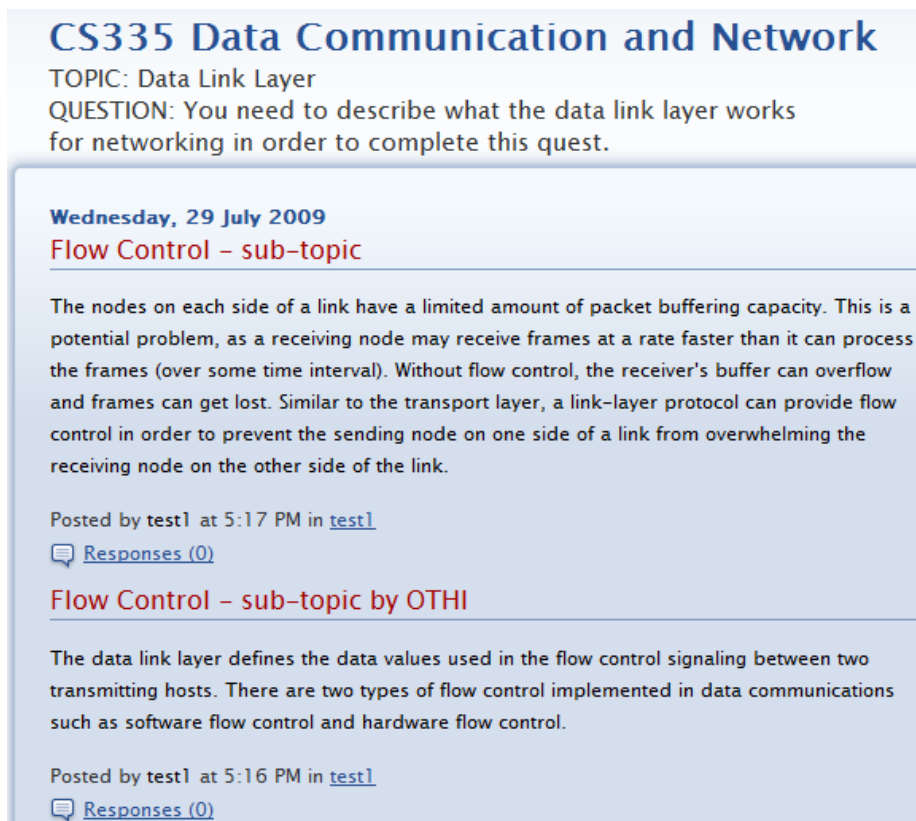 CS335 Data Communication and Network
TOPIC: Data Link Layer
QUESTION: You need to describe what the data link layer works
for networking in order to complete this quest.
Wednesday, 29 July 2009
Flow Control – sub-topic
The nodes on each side of a link have a limited amount of packet buffering capacity. This is a
potential problem, as a receiving node may receive frames at a rate faster than it can process
the frames (over some time interval). Without flow control, the receiver's buffer can overflow
and frames can get lost. Similar to the transport layer, a link-layer protocol can provide flow
control in order to prevent the sending node on one side of a link from overwhelming the
receiving node on the other side of the link.
Posted by test1 at 5:17 PM in test1
Responses (0)
Flow Control – sub-topic by OTHI
The data link layer defines the data values used in the flow control signaling between two
transmitting hosts. There are two types of flow control implemented in data communications
such as software flow control and hardware flow control.
Posted by test1 at 5:16 PM in test1
Responses (0)